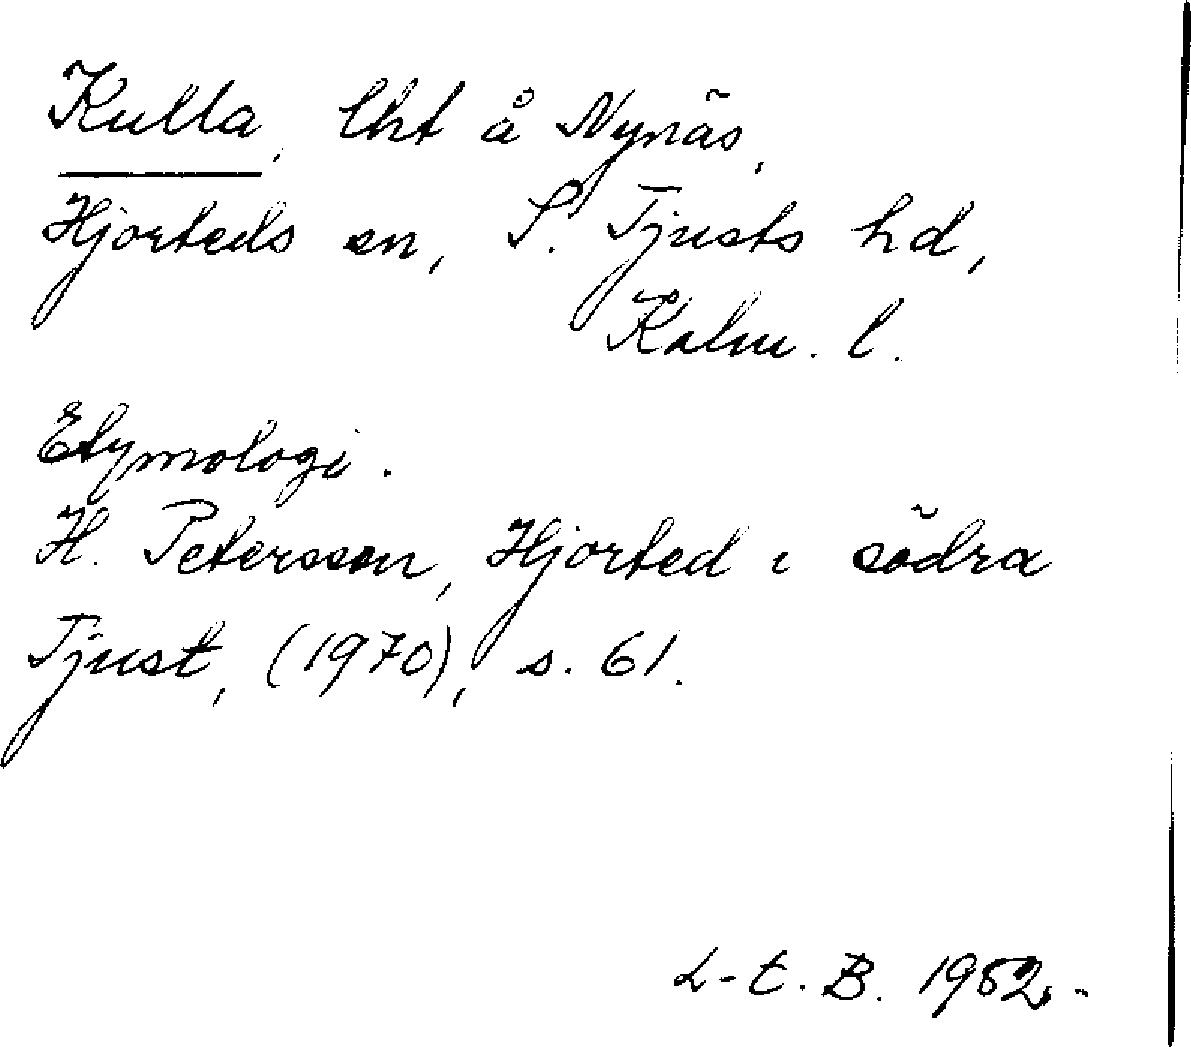 Kulla, lht å Nynäs,
Hjorteds sn, S. Tjusts hd,
Kalm. l.
Etymologi.
H. Petersson, Hjorted i södra
Tjust, (1970), s. 61.
L-t. B. 1982.-